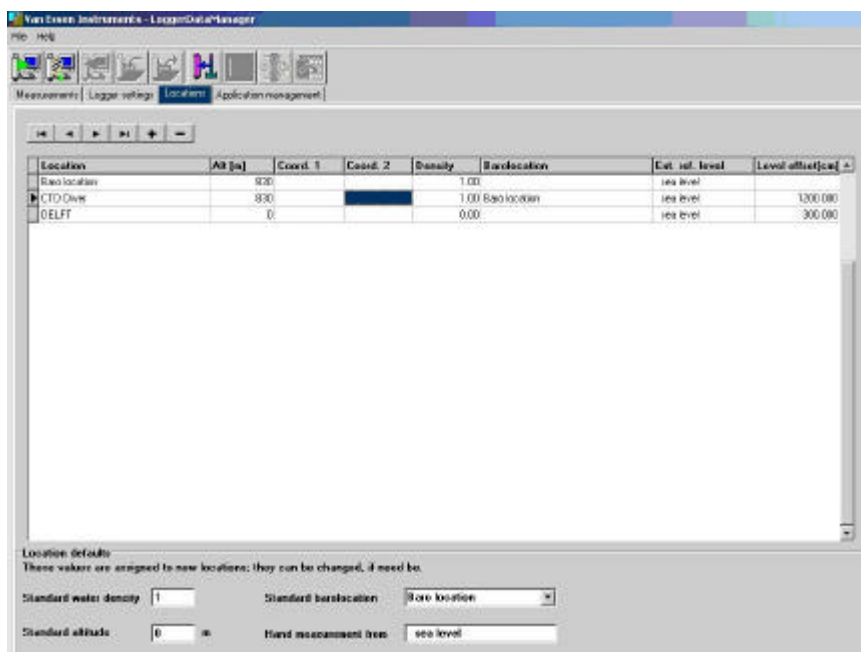 Van Essen Instruments - LoggerDataManager
File Help
Measurements Logger settings Locations Application management
Location Alt [m] Coord. 1 Coord. 2 Density Barolocation Ext. ref. level Level offset[cm]
Baro location 1.00 sea level
CTD Diver 830 1.00 Baro location sea level 1200.000
DELFT 0 0.00 sea level 300.000
Location defaults
These values are assigned to new locations; they can be changed, if need be.
Standard water density 1 Standard barolocation Baro location
Standard altitude 0 m Hand measurement from sea level